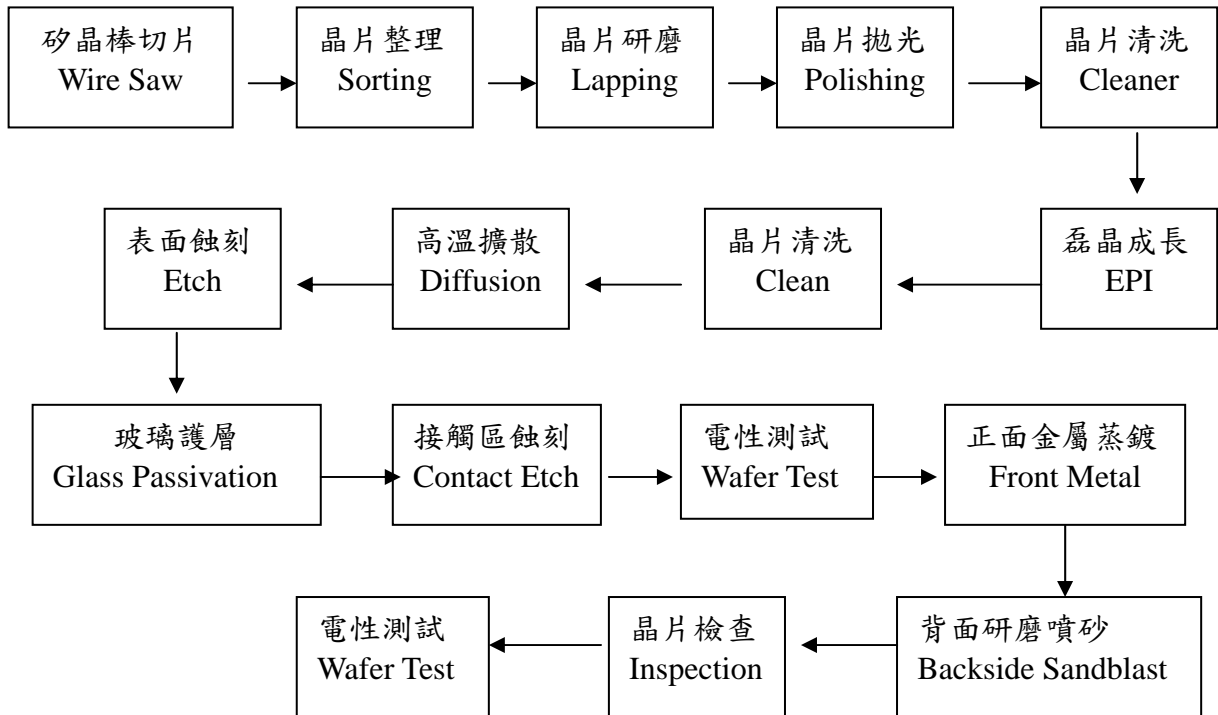 矽晶棒切片
Wire Saw
晶片整理
Sorting
晶片研磨
Lapping
晶片拋光
Polishing
晶片清洗
Cleaner
磊晶成長
EPI
晶片清洗
Clean
高溫擴散
Diffusion
表面蝕刻
Etch
玻璃護層
Glass Passivation
接觸區蝕刻
Contact Etch
電性測試
Wafer Test
正面金屬蒸鍍
Front Metal
背面研磨噴砂
Backside Sandblast
晶片檢查
Inspection
電性測試
Wafer Test